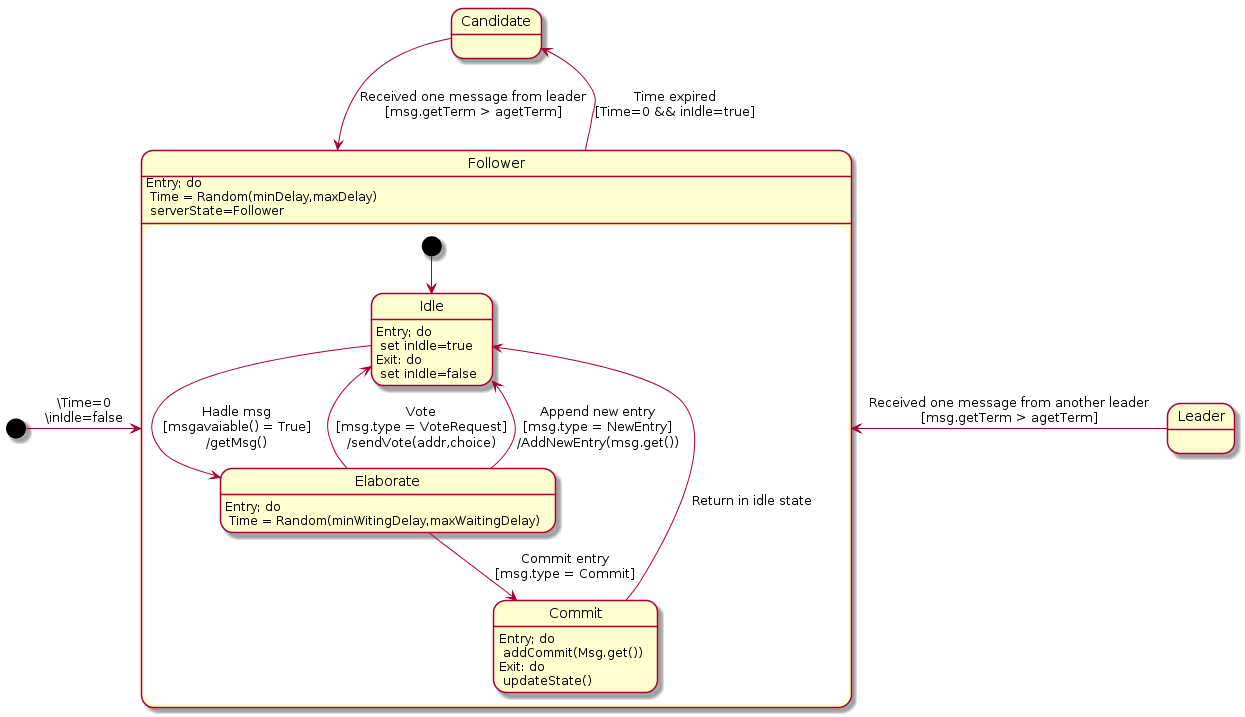 Candidate
Received one message from leader
[msg.getTerm > agetTerm]
Time expired
[Time=0 && inIdle=true]
Follower
Entry; do
Time = Random(minDelay,maxDelay)
serverState=Follower
Idle
Entry; do
set inIdle=true
Exit: do
set inIdle=false
\Time=0
\inIdle=false
Hadle msg
[msgavaiable() = True]
/getMsg()
Vote
[msg.type = VoteRequest]
/sendVote(addr,choice)
Append new entry
[msg.type = NewEntry]
/AddNewEntry(msg.get())
Received one message from another leader
[msg.getTerm > agetTerm]
Leader
Elaborate
Entry; do
Time = Random(minWitingDelay,maxWaitingDelay)
Return in idle state
Commit entry
[msg.type = Commit]
Commit
Entry; do
addCommit(Msg.get())
Exit: do
updateState()